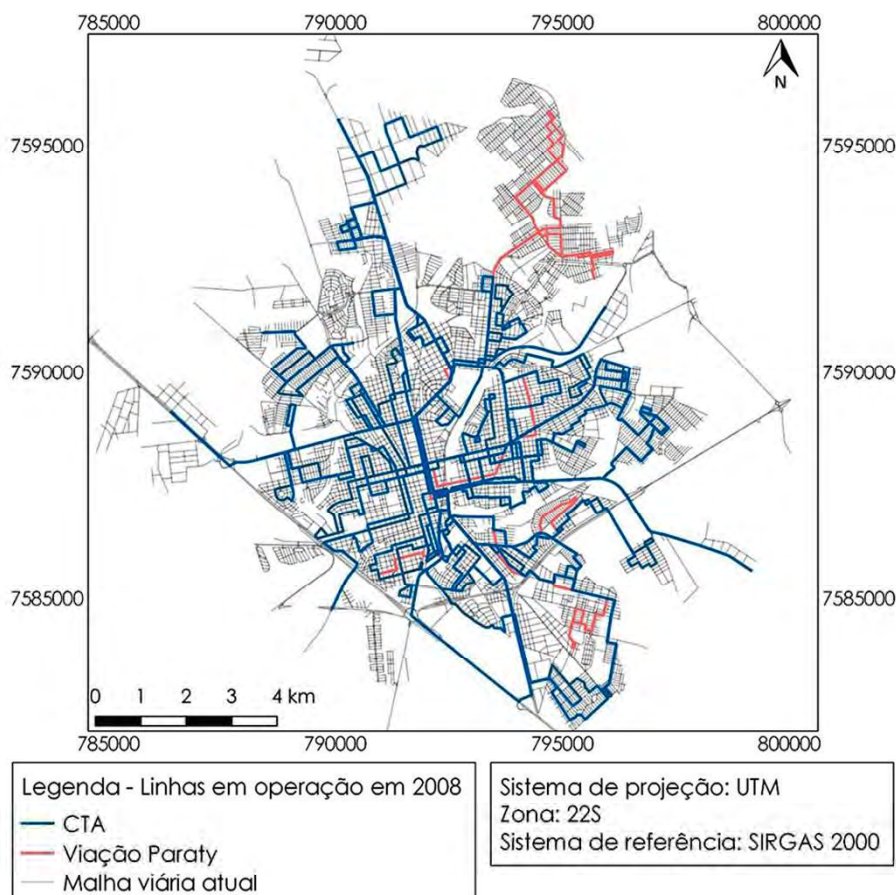 785000 790000 795000 800000
N
7595000 7595000
7590000 7590000
7585000 7585000
0 1 2 3 4 km
785000 790000 795000 800000
Legenda - Linhas em operação em 2008
CTA
Viação Paraty
Malha viária atual
Sistema de projeção: UTM
Zona: 22S
Sistema de referência: SIRGAS 2000